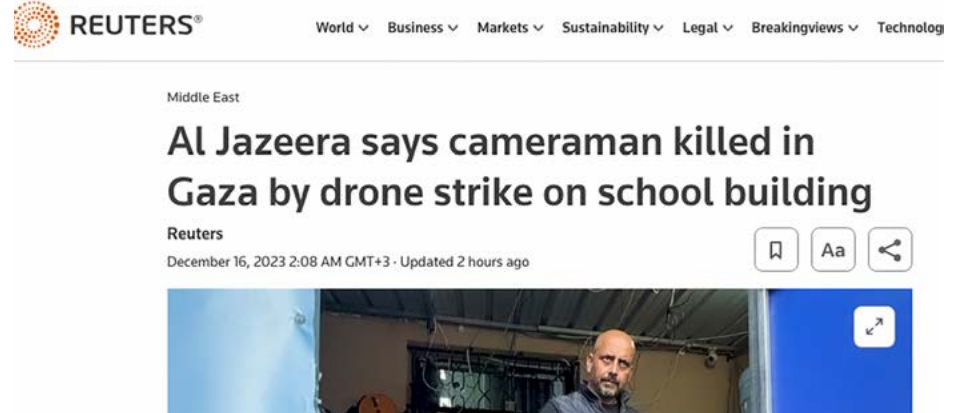 REUTERS®
World Business Markets Sustainability Legal Breakingviews Technolog
Middle East
Al Jazeera says cameraman killed in
Gaza by drone strike on school building
Reuters
December 16, 2023 2:08 AM GMT+3 · Updated 2 hours ago
Aa